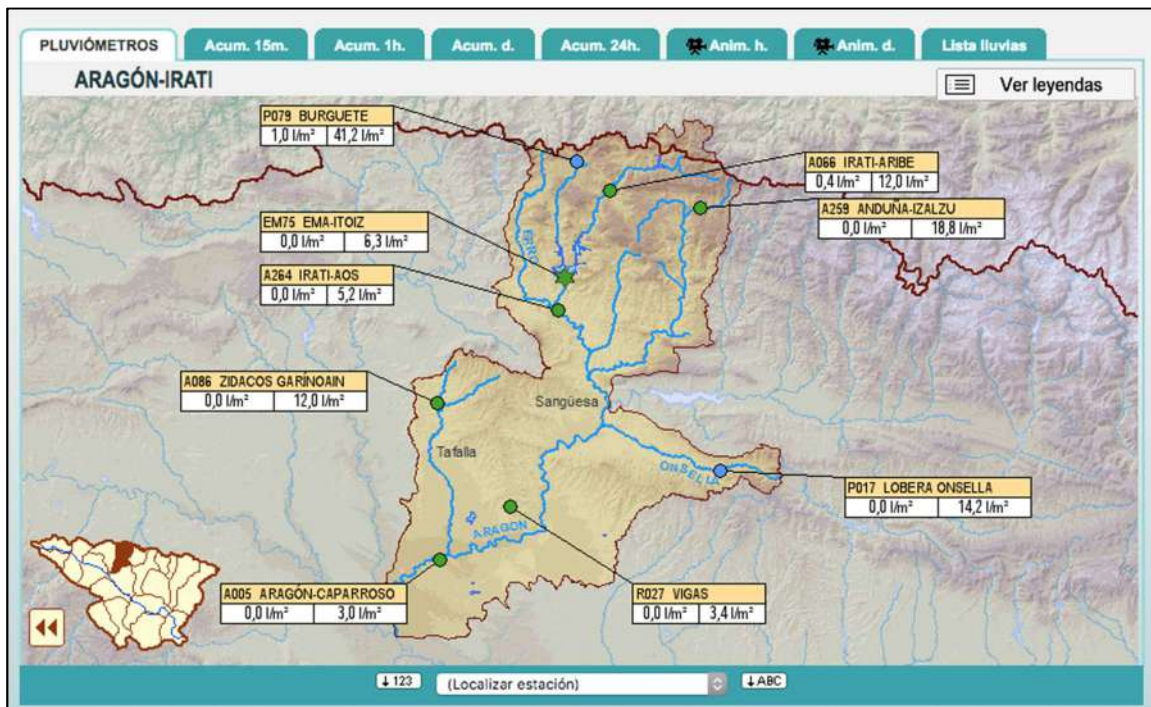 PLUVIÓMETROS Acum. 15m. Acum. 1h. Acum. d. Acum. 24h. Anim. h. Anim. d. Lista lluvias
ARAGÓN-IRATI
Ver leyendas
P079 BURGUETE
1,0 l/m² 41,2 l/m²
A066 IRATI-ARIBE
0,4 l/m² 12,0 l/m²
A259 ANDUÑA-IZALZU
0,0 l/m² 18,8 l/m²
EM75 EMA-ITOIZ
0,0 l/m² 6,3 l/m²
ERRO
A264 IRATI-AOS
0,0 l/m² 5,2 l/m²
A086 ZIDACOS GARÍNOAIN
0,0 l/m² 12,0 l/m²
Sangüesa
Tafalla
ONSELLA
P017 LOBERA ONSELLA
0,0 l/m² 14,2 l/m²
ARAGON
A005 ARAGÓN-CAPARROSO
0,0 l/m² 3,0 l/m²
R027 VIGAS
0,0 l/m² 3,4 l/m²
↓123 (Localizar estación) ↓ABC